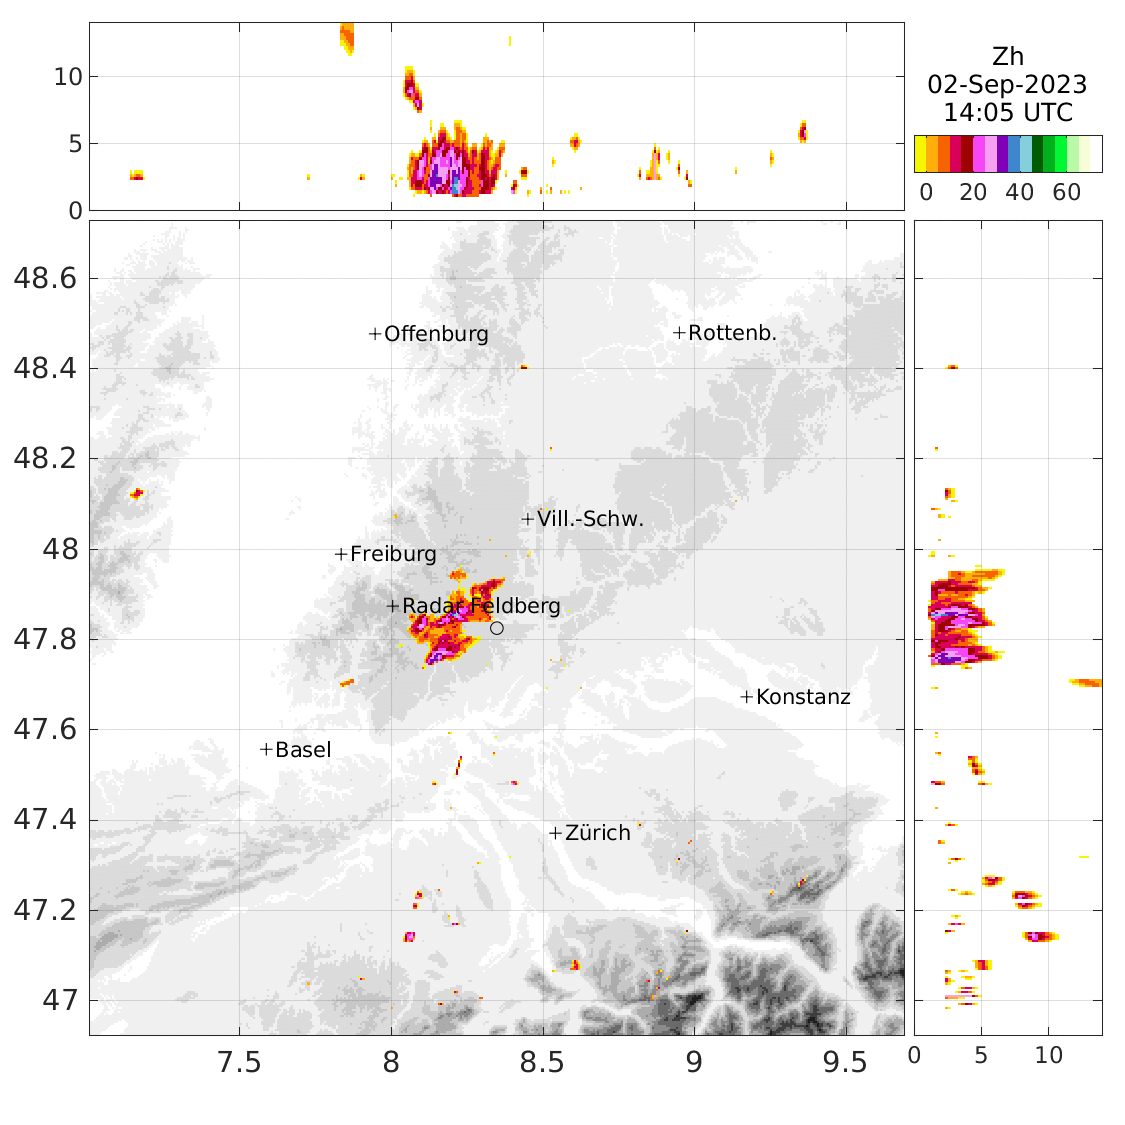 Zh
02-Sep-2023
14:05 UTC
0 20 40 60
10
5
0
48.6
48.4
48.2
48
47.8
47.6
47.4
47.2
47
Offenburg
Rottenb.
Vill.-Schw.
Freiburg
Radar Feldberg
Konstanz
Basel
Zürich
7.5 8 8.5 9 9.5
0 5 10